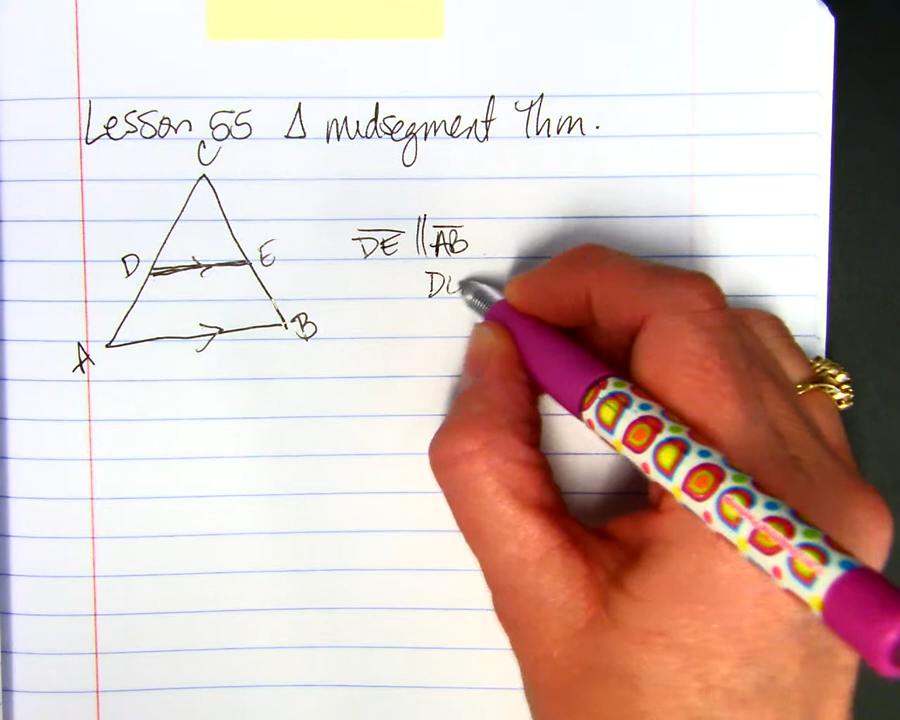 Lesson 55 Δ midsegment Thm.
C
D E
A B
DE || AB
D